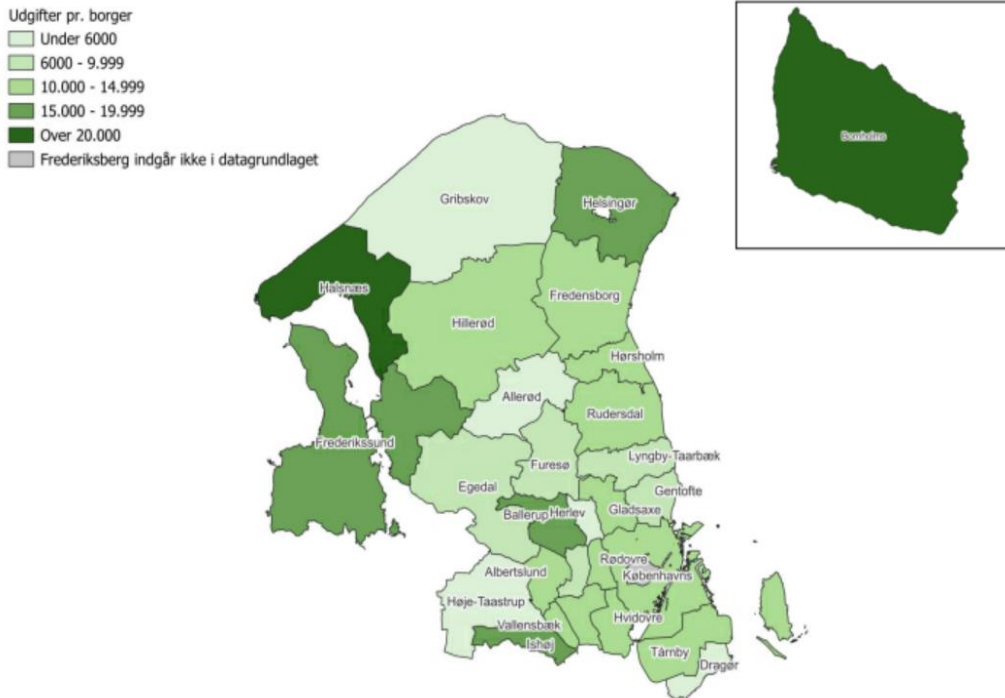 Udgifter pr. borger
Under 6000
6000 - 9.999
10.000 - 14.999
15.000 - 19.999
Over 20.000
Frederiksberg indgår ikke i datagrundlaget
Bornholms
Gribskov
Helsingør
Halsnæs
Fredensborg
Hillerød
Hørsholm
Allerød
Rudersdal
Frederikssund
Lyngby-Taarbæk
Furesø
Egedal
Gentofte
Gladsaxe
Ballerup
Herlev
Rødovre
Albertslund
Københavns
Høje-Taastrup
Hvidovre
Vallensbæk
Ishøj
Tårnby
Dragør